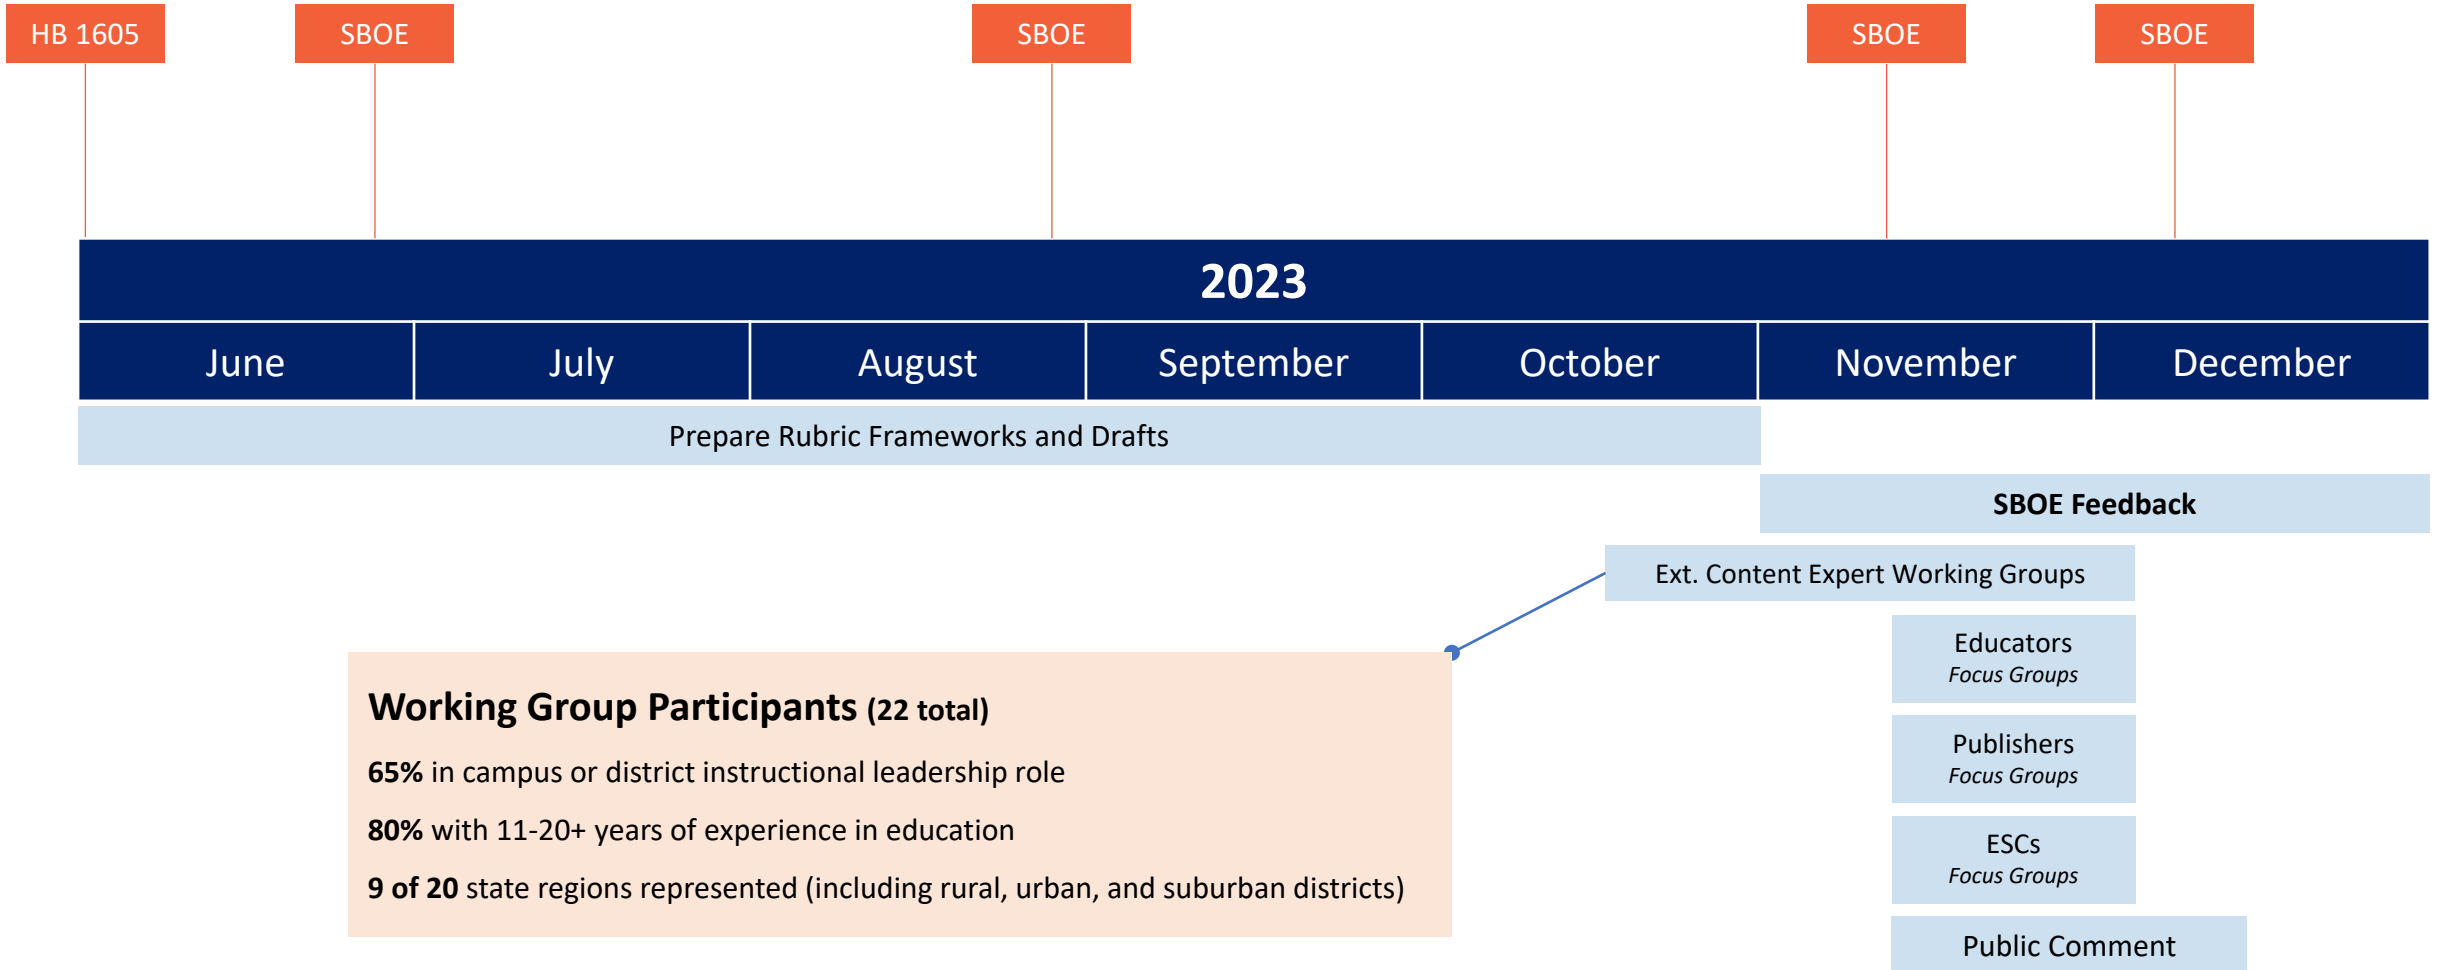 HB 1605
SBOE
SBOE
SBOE
SBOE
2023
June
July
August
September
October
November
December
Prepare Rubric Frameworks and Drafts
SBOE Feedback
Ext. Content Expert Working Groups
Educators
Focus Groups
Publishers
Focus Groups
ESCs
Focus Groups
Public Comment
Working Group Participants (22 total)
65% in campus or district instructional leadership role
80% with 11-20+ years of experience in education
9 of 20 state regions represented (including rural, urban, and suburban districts)